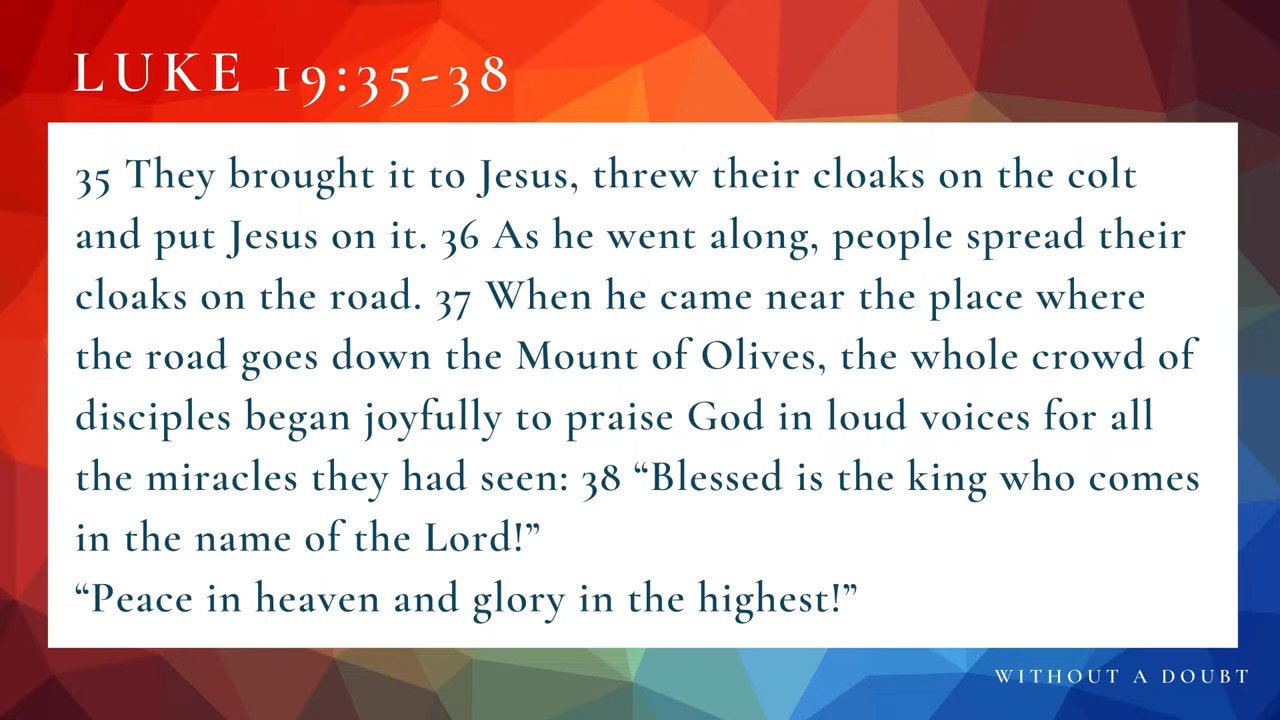 LUKE 19:35-38
35 They brought it to Jesus, threw their cloaks on the colt
and put Jesus on it. 36 As he went along, people spread their
cloaks on the road. 37 When he came near the place where
the road goes down the Mount of Olives, the whole crowd of
disciples began joyfully to praise God in loud voices for all
the miracles they had seen: 38 “Blessed is the king who comes
in the name of the Lord!”
“Peace in heaven and glory in the highest!”
WITHOUT A DOUBT